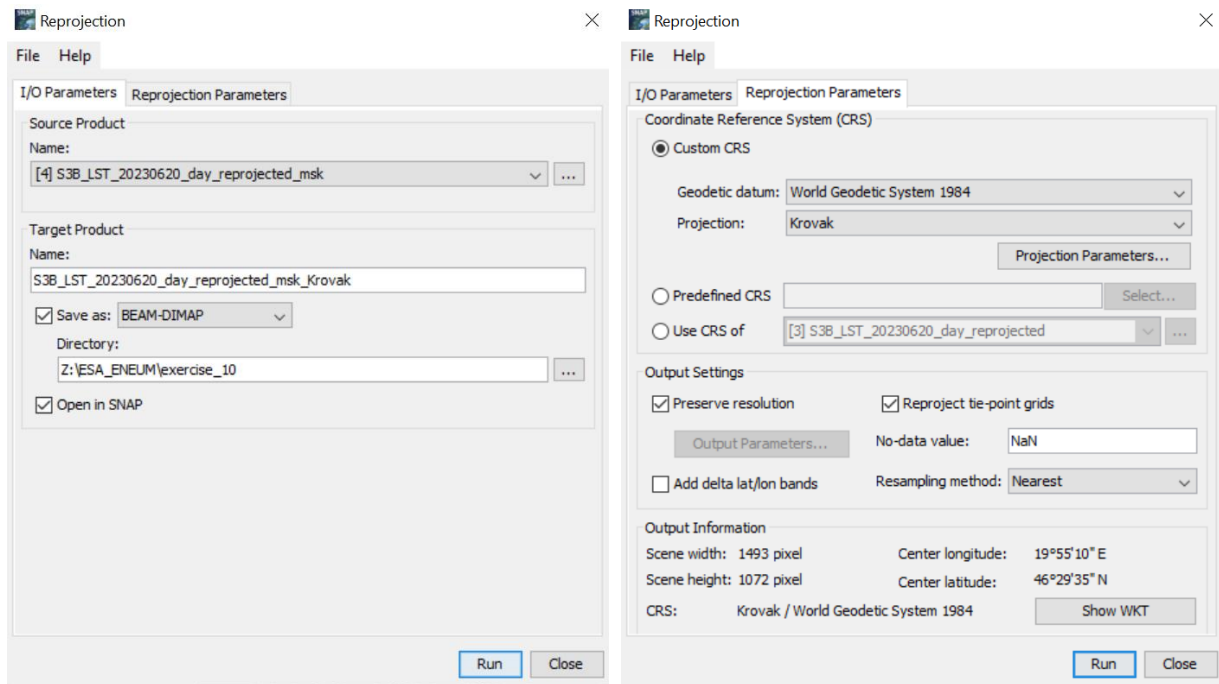 Reprojection
File Help
I/O Parameters Reprojection Parameters
Source Product
Name:
[4] S3B_LST_20230620_day_reprojected_msk
...
Target Product
Name:
S3B_LST_20230620_day_reprojected_msk_Krovak
Save as: BEAM-DIMAP
Directory:
Z:\ESA_ENEUM\exercise_10
...
Open in SNAP
Run Close
Reprojection
File Help
I/O Parameters Reprojection Parameters
Coordinate Reference System (CRS)
Custom CRS
Geodetic datum: World Geodetic System 1984
Projection: Krovak
Projection Parameters...
Predefined CRS Select...
Use CRS of [3] S3B_LST_20230620_day_reprojected ...
Output Settings
Preserve resolution Reproject tie-point grids
Output Parameters... No-data value: NaN
Add delta lat/lon bands Resampling method: Nearest
Output Information
Scene width: 1493 pixel Center longitude: 19°55'10" E
Scene height: 1072 pixel Center latitude: 46°29'35" N
CRS: Krovak / World Geodetic System 1984 Show WKT
Run Close